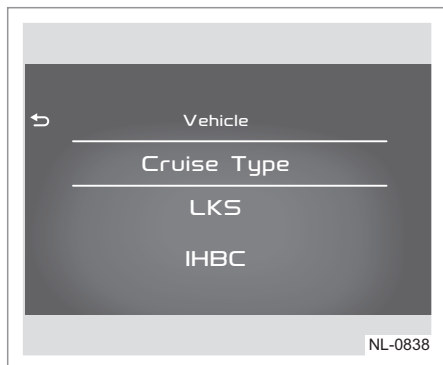 Vehicle
Cruise Type
LKS
IHBC
NL-0838